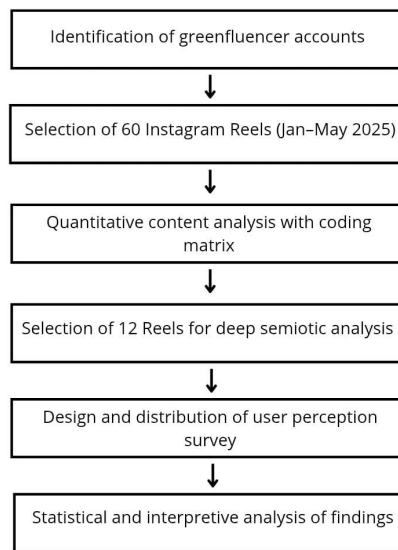 Identification of greenfluencer accounts
Selection of 60 Instagram Reels (Jan–May 2025)
Quantitative content analysis with coding
matrix
Selection of 12 Reels for deep semiotic analysis
Design and distribution of user perception
survey
Statistical and interpretive analysis of findings